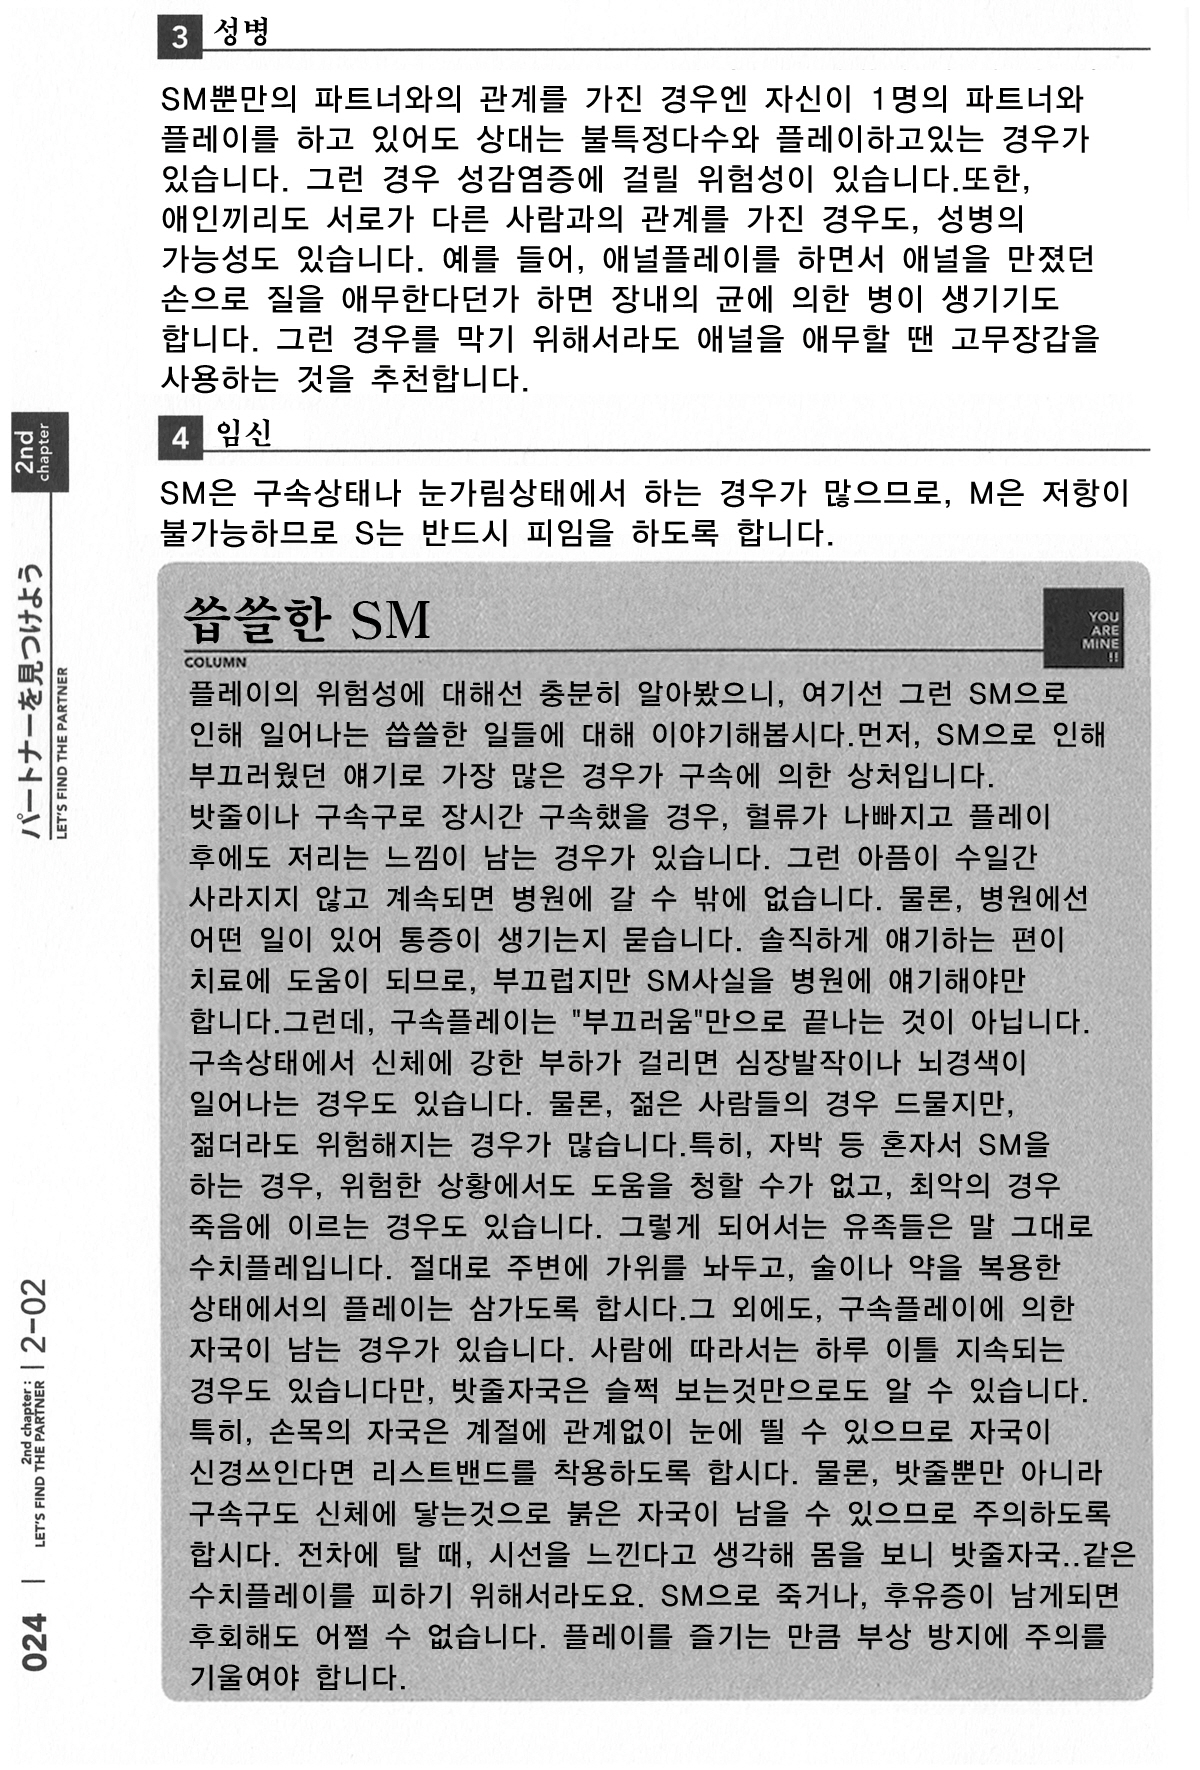 3 성병
SM뿐만의 파트너와의 관계를 가진 경우엔 자신이 1명의 파트너와
플레이를 하고 있어도 상대는 불특정다수와 플레이하고있는 경우가
있습니다. 그런 경우 성감염증에 걸릴 위험성이 있습니다.또한,
애인끼리도 서로가 다른 사람과의 관계를 가진 경우도, 성병의
가능성도 있습니다. 예를 들어, 애널플레이를 하면서 애널을 만졌던
손으로 질을 애무한다던가 하면 장내의 균에 의한 병이 생기기도
합니다. 그런 경우를 막기 위해서라도 애널을 애무할 땐 고무장갑을
사용하는 것을 추천합니다.
4 임신
SM은 구속상태나 눈가림상태에서 하는 경우가 많으므로, M은 저항이
불가능하므로 S는 반드시 피임을 하도록 합니다.
씁쓸한 SM
COLUMN
YOU
ARE
MINE
!!
플레이의 위험성에 대해선 충분히 알아봤으니, 여기선 그런 SM으로
인해 일어나는 씁쓸한 일들에 대해 이야기해봅시다.먼저, SM으로 인해
부끄러웠던 얘기로 가장 많은 경우가 구속에 의한 상처입니다.
밧줄이나 구속구로 장시간 구속했을 경우, 혈류가 나빠지고 플레이
후에도 저리는 느낌이 남는 경우가 있습니다. 그런 아픔이 수일간
사라지지 않고 계속되면 병원에 갈 수 밖에 없습니다. 물론, 병원에선
어떤 일이 있어 통증이 생기는지 묻습니다. 솔직하게 얘기하는 편이
치료에 도움이 되므로, 부끄럽지만 SM사실을 병원에 얘기해야만
합니다.그런데, 구속플레이는 "부끄러움"만으로 끝나는 것이 아닙니다.
구속상태에서 신체에 강한 부하가 걸리면 심장발작이나 뇌경색이
일어나는 경우도 있습니다. 물론, 젊은 사람들의 경우 드물지만,
젊더라도 위험해지는 경우가 많습니다.특히, 자박 등 혼자서 SM을
하는 경우, 위험한 상황에서도 도움을 청할 수가 없고, 최악의 경우
죽음에 이르는 경우도 있습니다. 그렇게 되어서는 유족들은 말 그대로
수치플레입니다. 절대로 주변에 가위를 놔두고, 술이나 약을 복용한
상태에서의 플레이는 삼가도록 합시다.그 외에도, 구속플레이에 의한
자국이 남는 경우가 있습니다. 사람에 따라서는 하루 이틀 지속되는
경우도 있습니다만, 밧줄자국은 슬쩍 보는것만으로도 알 수 있습니다.
특히, 손목의 자국은 계절에 관계없이 눈에 띌 수 있으므로 자국이
신경쓰인다면 리스트밴드를 착용하도록 합시다. 물론, 밧줄뿐만 아니라
구속구도 신체에 닿는것으로 붉은 자국이 남을 수 있으므로 주의하도록
합시다. 전차에 탈 때, 시선을 느낀다고 생각해 몸을 보니 밧줄자국..같은
수치플레이를 피하기 위해서라도요. SM으로 죽거나, 후유증이 남게되면
후회해도 어쩔 수 없습니다. 플레이를 즐기는 만큼 부상 방지에 주의를
기울여야 합니다.
2nd
chapter
パートナーを見つけよう
LET'S FIND THE PARTNER
024 | 2nd chapter : | 2-02
LET'S FIND THE PARTNER